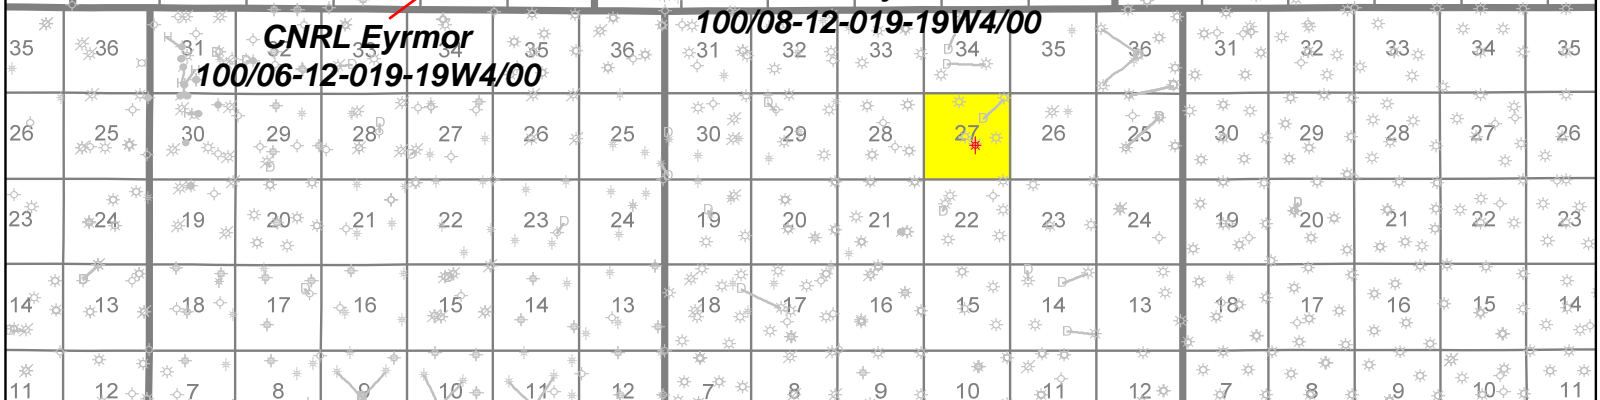 CNRL Eyrmor
100/06-12-019-19W4/00
100/08-12-019-19W4/00
35 36 31 32 33 34 35 36 31 32 33 34 35 36 31 32 33 34 35
26 25 30 29 28 27 26 25 30 29 28 27 26 25 30 29 28 27 26
23 24 19 20 21 22 23 24 19 20 21 22 23 24 19 20 21 22 23
14 13 18 17 16 15 14 13 18 17 16 15 14 13 18 17 16 15 14
11 12 7 8 9 10 11 12 7 8 9 10 11 12 7 8 9 10 11